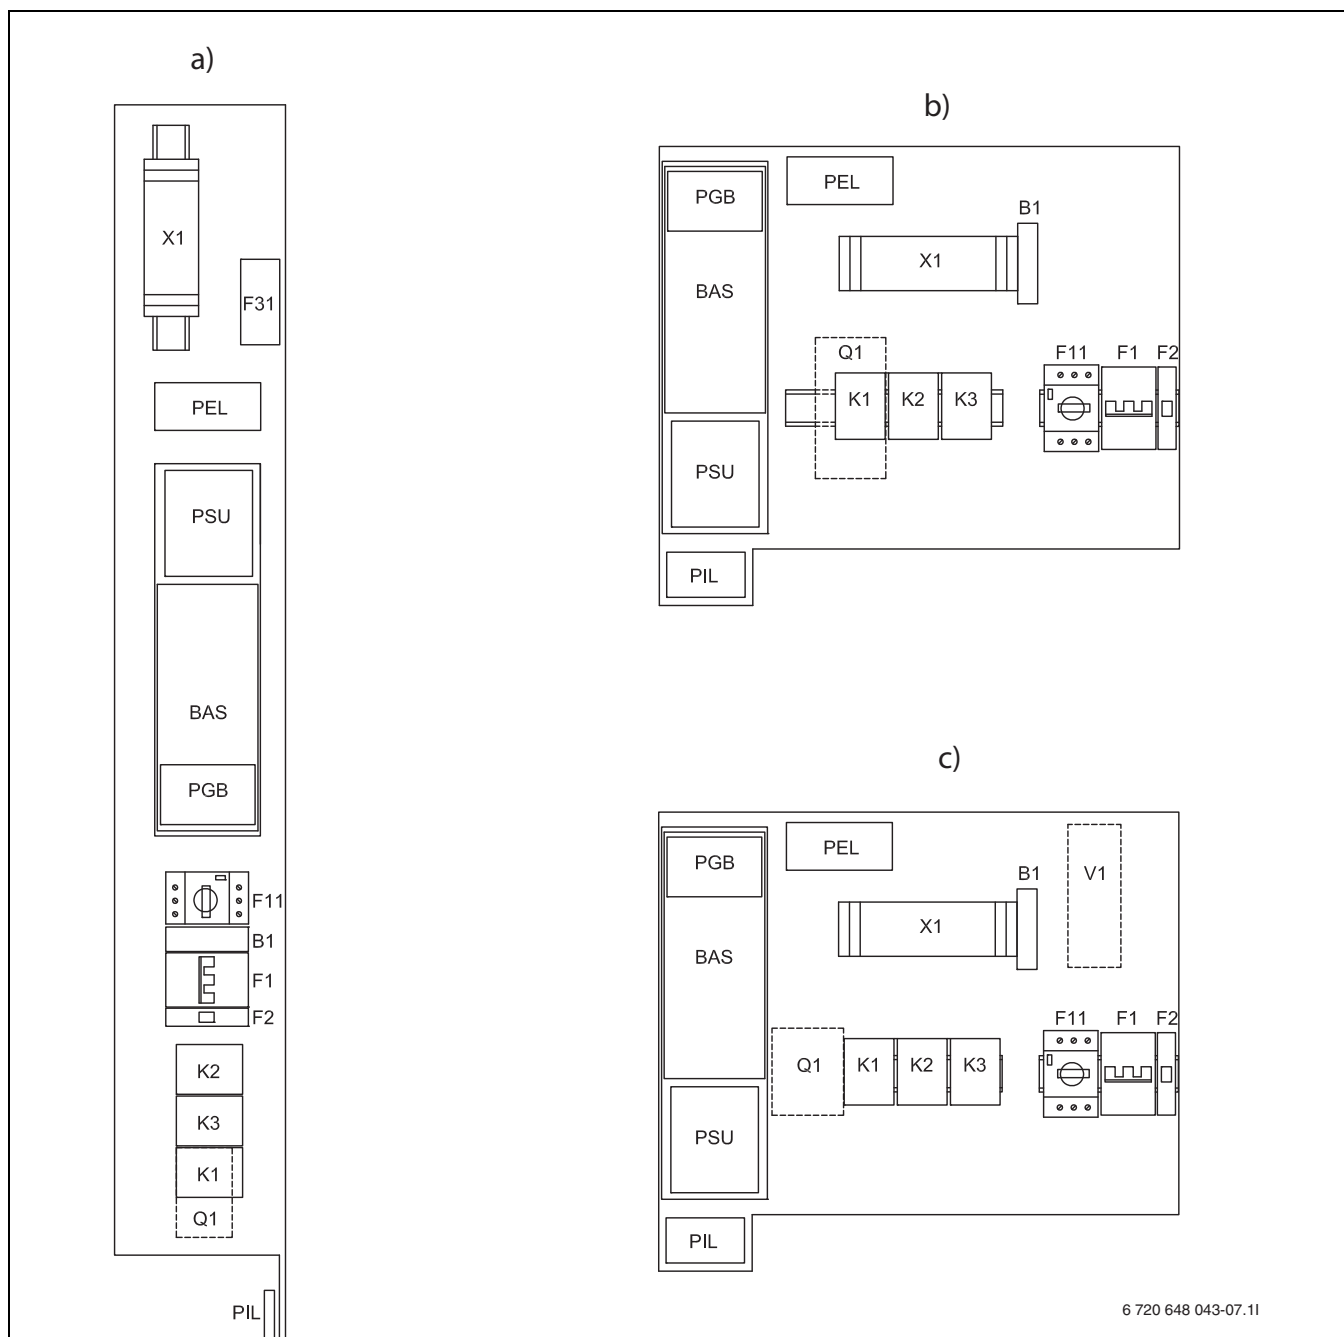 a)
X1
F31
PEL
PSU
BAS
PGB
F11
B1
F1
F2
K2
K3
K1
Q1
PIL
b)
PGB
PEL
B1
X1
BAS
Q1
F11
F1
F2
K1
K2
K3
PSU
PIL
c)
PGB
PEL
B1
V1
X1
BAS
F11
F1
F2
Q1
K1
K2
K3
PSU
PIL
6 720 648 043-07.1I